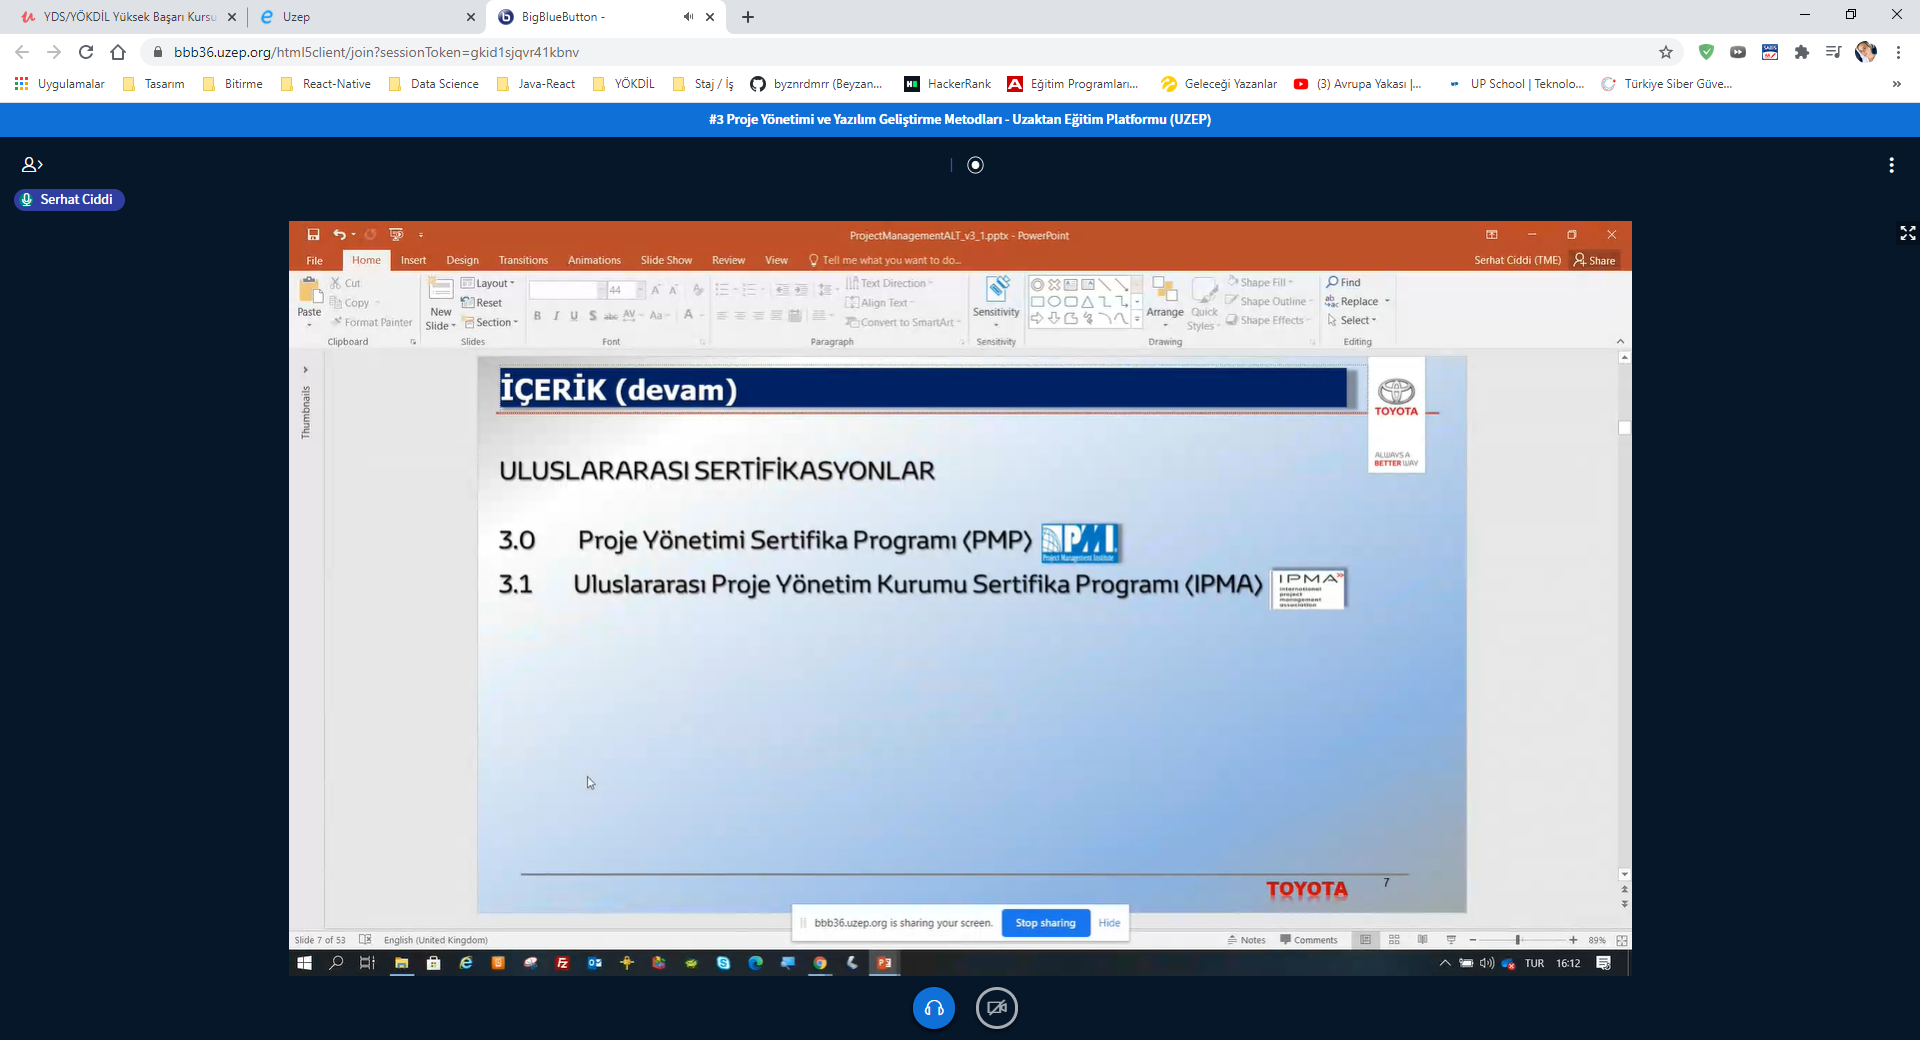 YDS/YÖKDİL Yüksek Başarı Kursu
Uzep
BigBlueButton -
bbb36.uzep.org/html5client/join?sessionToken=gkid1sjqvr41kbnv
Uygulamalar
Tasarım
Bitirme
React-Native
Data Science
Java-React
YÖKDİL
Staj / İş
byznrdmrr (Beyzan...
HackerRank
Eğitim Programları...
Geleceği Yazanlar
(3) Avrupa Yakası |...
UP School | Teknolo...
Türkiye Siber Güve...
#3 Proje Yönetimi ve Yazılım Geliştirme Metodları - Uzaktan Eğitim Platformu (UZEP)
Serhat Ciddi
ProjectManagementALT_v3_1.pptx - PowerPoint
File
Home
Insert
Design
Transitions
Animations
Slide Show
Review
View
Tell me what you want to do...
Serhat Ciddi (TME)
Share
Paste
Cut
Copy
Format Painter
Clipboard
New Slide
Layout
Reset
Section
Slides
44
Font
Text Direction
Align Text
Convert to SmartArt
Paragraph
Sensitivity
Sensitivity
Arrange
Quick Styles
Shape Fill
Shape Outline
Shape Effects
Drawing
Find
Replace
Select
Editing
Thumbnails
İÇERİK (devam)
TOYOTA
ALWAYS A
BETTER WAY
ULUSLARARASI SERTİFİKASYONLAR
3.0 Proje Yönetimi Sertifika Programı (PMP)
PMI
Project Management Institute
3.1 Uluslararası Proje Yönetim Kurumu Sertifika Programı (IPMA)
IPMA
international
project
management
association
TOYOTA
7
bbb36.uzep.org is sharing your screen.
Stop sharing
Hide
Slide 7 of 53
English (United Kingdom)
Notes
Comments
89%
TUR
16:12